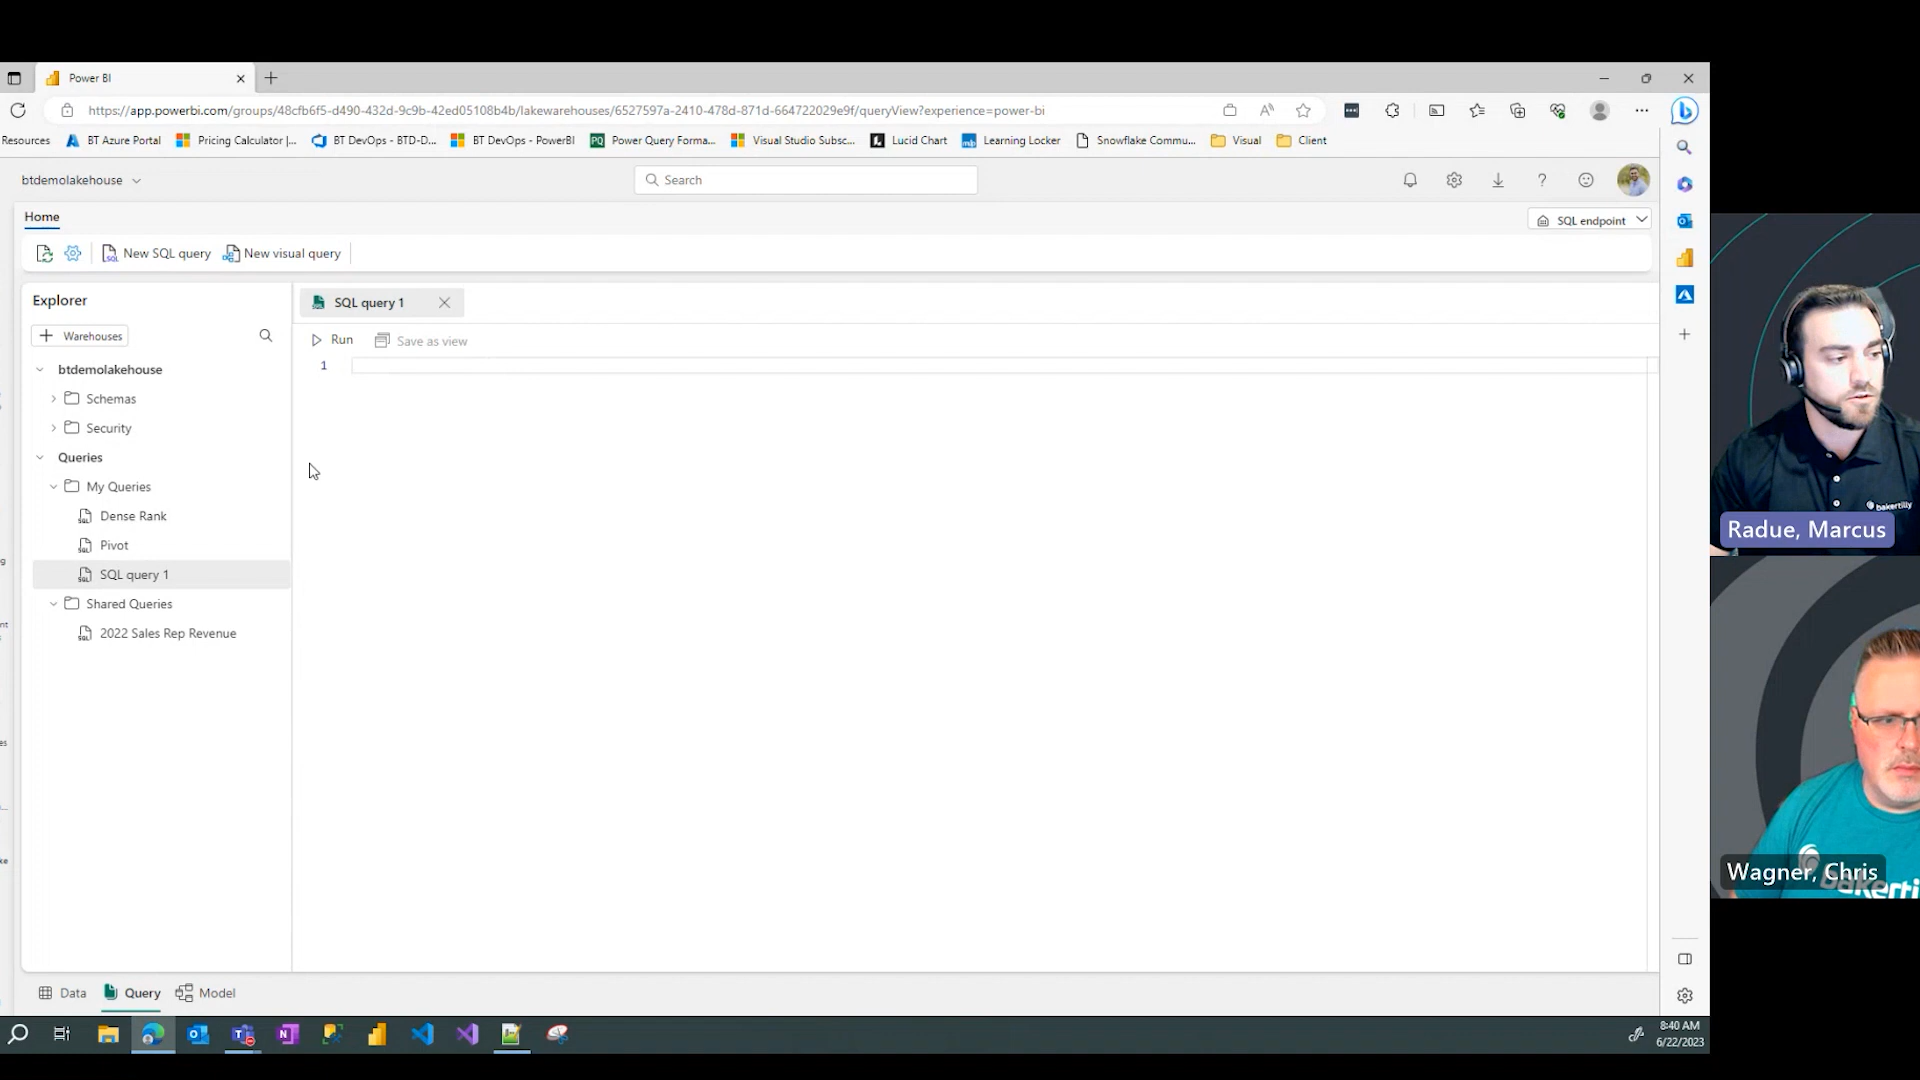 Power BI
https://app.powerbi.com/groups/48cfb6f5-d490-432d-9c9b-42ed05108b4b/lakewarehouses/6527597a-2410-478d-871d-664722029e9f/queryView?experience=power-bi
Resources BT Azure Portal Pricing Calculator |... BT DevOps - BTD-D... BT DevOps - PowerBI Power Query Forma... Visual Studio Subsc... Lucid Chart Learning Locker Snowflake Commu... Visual Client
btdemolakehouse
Search
Home
SQL endpoint
New SQL query New visual query
Explorer
SQL query 1
Warehouses
Run Save as view
1
btdemolakehouse
Schemas
Security
Queries
My Queries
Dense Rank
Pivot
SQL query 1
Shared Queries
2022 Sales Rep Revenue
Data Query Model
8:40 AM
6/22/2023
bakertilly
Radue, Marcus
Wagner, Chris